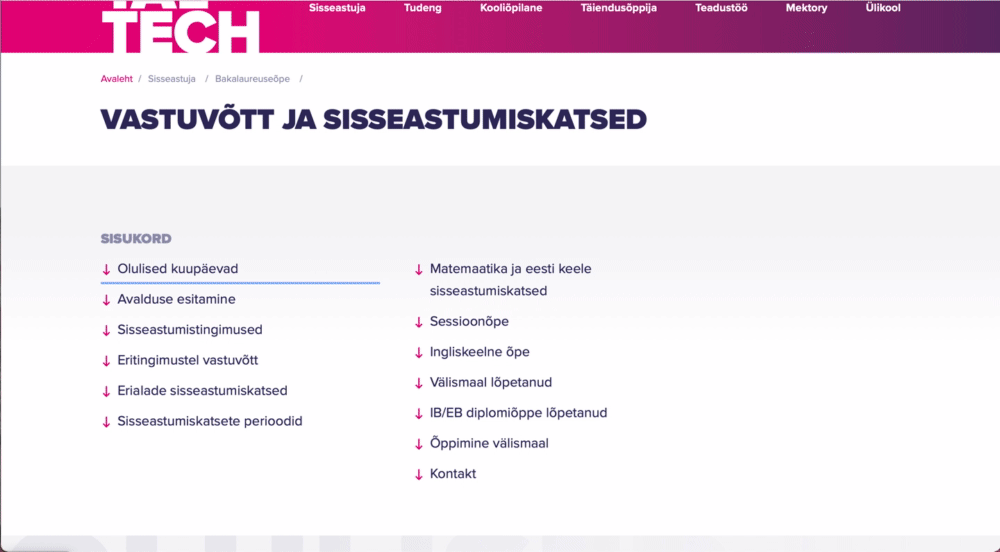 TECH
Sisseastuja Tudeng Kooliõpilane Täiendusõppija Teadustöö Mektory Ülikool
Avaleht / Sisseastuja / Bakalaureuseõpe /
VASTUVÕTT JA SISSEASTUMISKATSED
SISUKORD
↓ Olulised kuupäevad
↓ Avalduse esitamine
↓ Sisseastumistingimused
↓ Eritingimustel vastuvõtt
↓ Erialade sisseastumiskatsed
↓ Sisseastumiskatsete perioodid
↓ Matemaatika ja eesti keele
sisseastumiskatsed
↓ Sessioonõpe
↓ Ingliskeelne õpe
↓ Välismaal lõpetanud
↓ IB/EB diplomiõppe lõpetanud
↓ Õppimine välismaal
↓ Kontakt